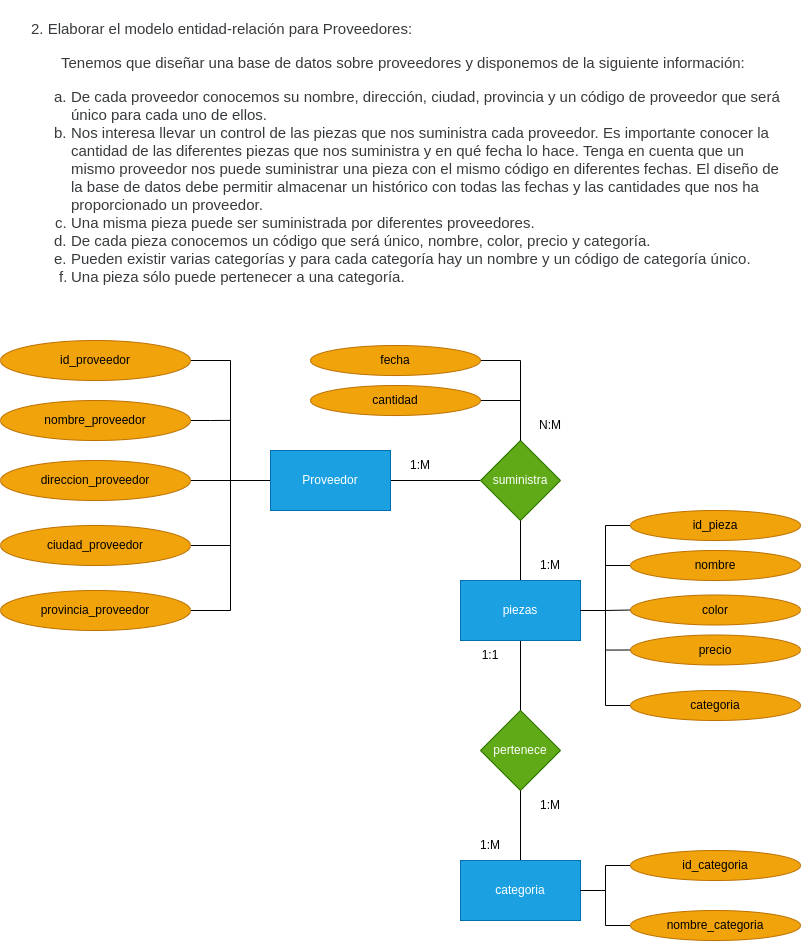 2. Elaborar el modelo entidad-relación para Proveedores:
Tenemos que diseñar una base de datos sobre proveedores y disponemos de la siguiente información:
a. De cada proveedor conocemos su nombre, dirección, ciudad, provincia y un código de proveedor que será
único para cada uno de ellos.
b. Nos interesa llevar un control de las piezas que nos suministra cada proveedor. Es importante conocer la
cantidad de las diferentes piezas que nos suministra y en qué fecha lo hace. Tenga en cuenta que un
mismo proveedor nos puede suministrar una pieza con el mismo código en diferentes fechas. El diseño de
la base de datos debe permitir almacenar un histórico con todas las fechas y las cantidades que nos ha
proporcionado un proveedor.
c. Una misma pieza puede ser suministrada por diferentes proveedores.
d. De cada pieza conocemos un código que será único, nombre, color, precio y categoría.
e. Pueden existir varias categorías y para cada categoría hay un nombre y un código de categoría único.
f. Una pieza sólo puede pertenecer a una categoría.
id_proveedor
fecha
cantidad
nombre_proveedor
N:M
1:M
direccion_proveedor
Proveedor
suministra
id_pieza
ciudad_proveedor
1:M
nombre
provincia_proveedor
piezas
color
1:1
precio
categoria
pertenece
1:M
1:M
id_categoria
categoria
nombre_categoria